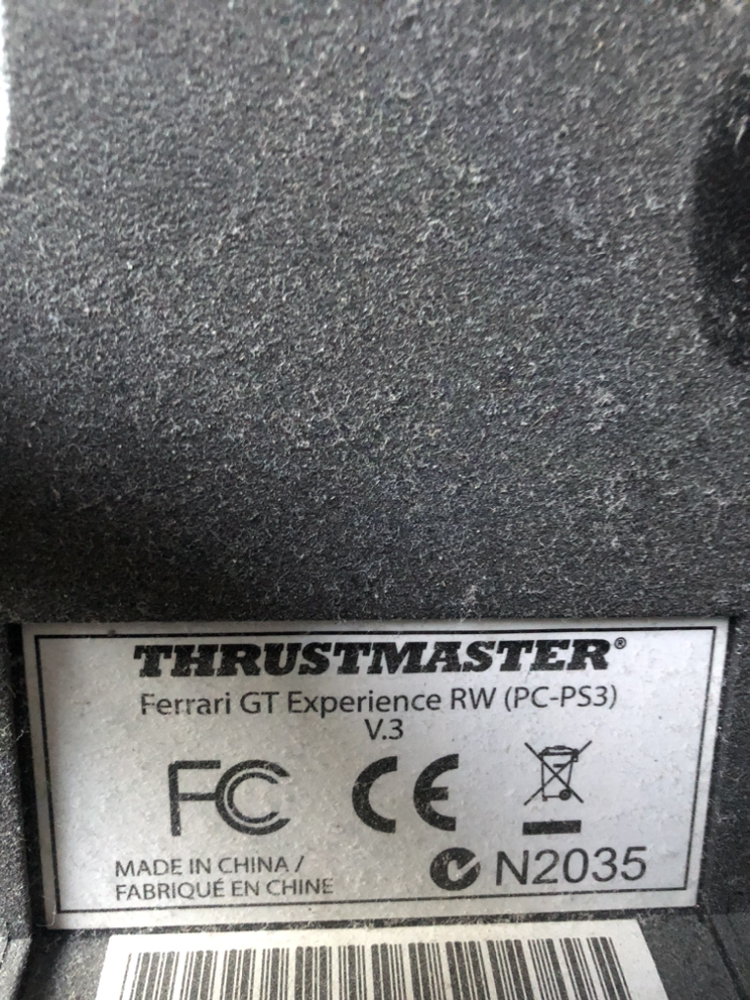 THRUSTMASTER®
Ferrari GT Experience RW (PC-PS3)
V.3
FC CE
MADE IN CHINA /
FABRIQUÉ EN CHINE
N2035